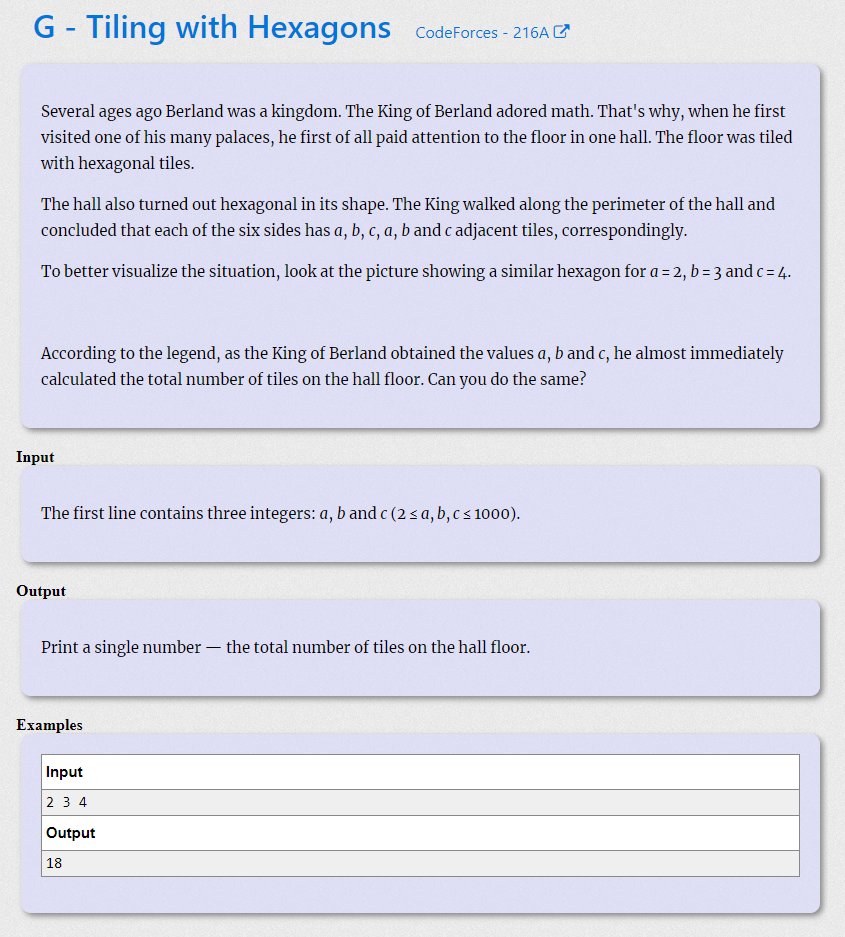 G - Tiling with Hexagons CodeForces - 216A
Several ages ago Berland was a kingdom. The King of Berland adored math. That's why, when he first
visited one of his many palaces, he first of all paid attention to the floor in one hall. The floor was tiled
with hexagonal tiles.
The hall also turned out hexagonal in its shape. The King walked along the perimeter of the hall and
concluded that each of the six sides has a, b, c, a, b and c adjacent tiles, correspondingly.
To better visualize the situation, look at the picture showing a similar hexagon for a = 2, b = 3 and c = 4.
According to the legend, as the King of Berland obtained the values a, b and c, he almost immediately
calculated the total number of tiles on the hall floor. Can you do the same?
Input
The first line contains three integers: a, b and c (2 ≤ a, b, c ≤ 1000).
Output
Print a single number — the total number of tiles on the hall floor.
Examples
Input
2 3 4
Output
18